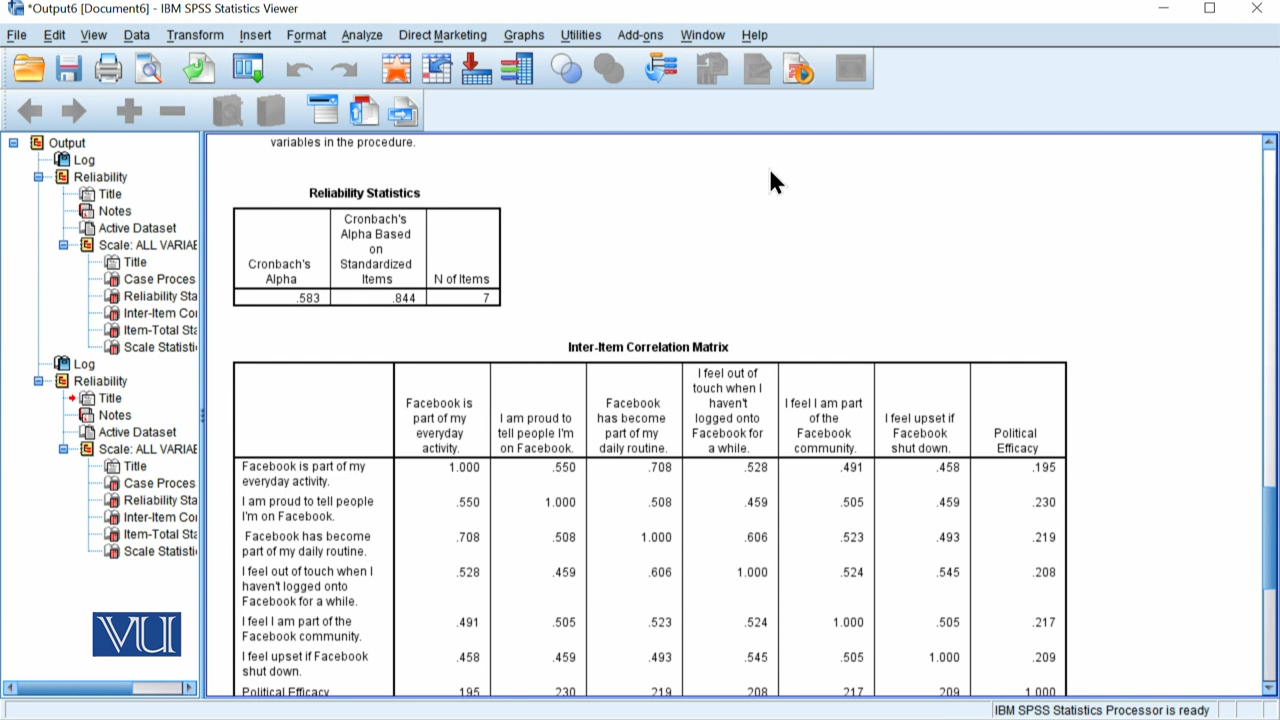 *Output6 [Document6] - IBM SPSS Statistics Viewer
File Edit View Data Transform Insert Format Analyze Direct Marketing Graphs Utilities Add-ons Window Help
Output
Log
Reliability
Title
Notes
Active Dataset
Scale: ALL VARIAE
Title
Case Proces
Reliability Sta
Inter-Item Cor
Item-Total Sta
Scale Statisti
Log
Reliability
Title
Notes
Active Dataset
Scale: ALL VARIAE
Title
Case Proces
Reliability Sta
Inter-Item Cor
Item-Total Sta
Scale Statisti
VU
variables in the procedure.
Reliability Statistics
Cronbach's
Alpha
Cronbach's
Alpha Based
on
Standardized
Items
N of Items
.583 .844 7
Inter-Item Correlation Matrix
Facebook is
part of my
everyday
activity.
I am proud to
tell people I'm
on Facebook.
Facebook
has become
part of my
daily routine.
I feel out of
touch when I
haven't
logged onto
Facebook for
a while.
I feel I am part
of the
Facebook
community.
I feel upset if
Facebook
shut down.
Political
Efficacy
Facebook is part of my
everyday activity.
1.000 .550 .708 .528 .491 .458 .195
I am proud to tell people
I'm on Facebook.
.550 1.000 .508 .459 .505 .459 .230
Facebook has become
part of my daily routine.
.708 .508 1.000 .606 .523 .493 .219
I feel out of touch when I
haven't logged onto
Facebook for a while.
.528 .459 .606 1.000 .524 .545 .208
I feel I am part of the
Facebook community.
.491 .505 .523 .524 1.000 .505 .217
I feel upset if Facebook
shut down.
.458 .459 .493 .545 .505 1.000 .209
Political Efficacy
.195 .230 .219 .208 .217 .209 1.000
IBM SPSS Statistics Processor is ready